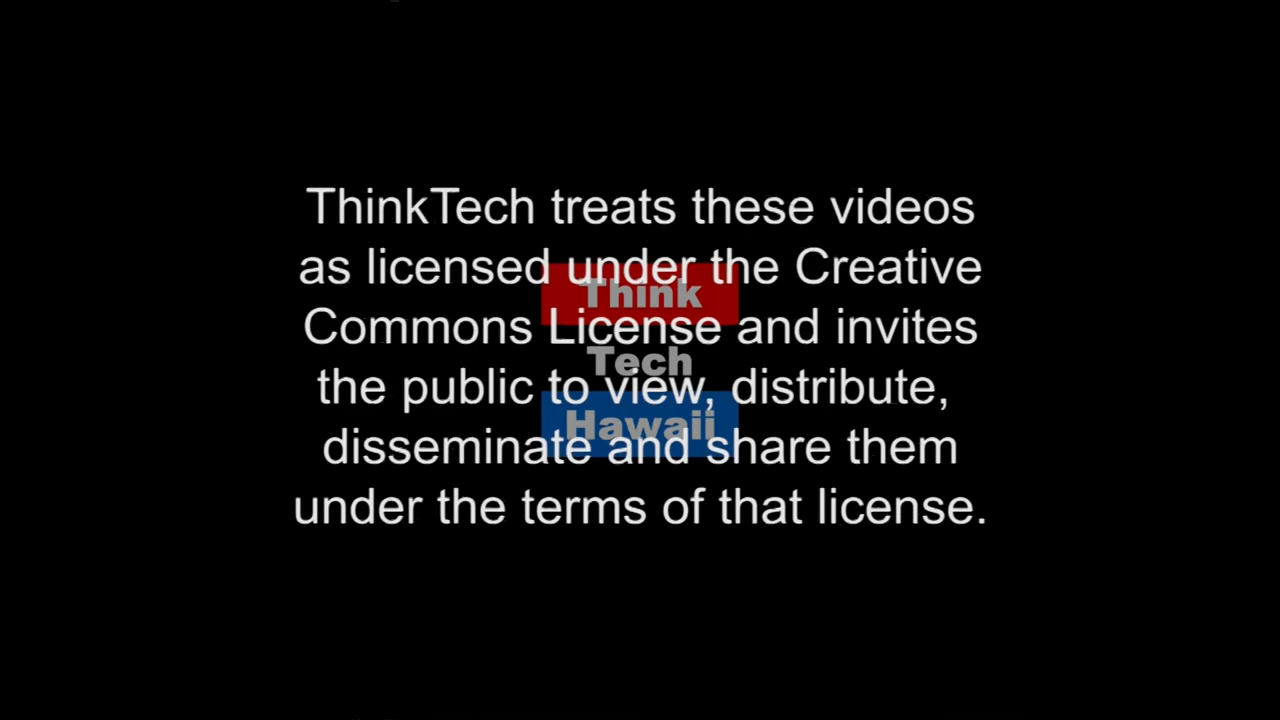 ThinkTech treats these videos
as licensed under the Creative
Think
Commons License and invites
Tech
the public to view, distribute,
Hawaii
disseminate and share them
under the terms of that license.